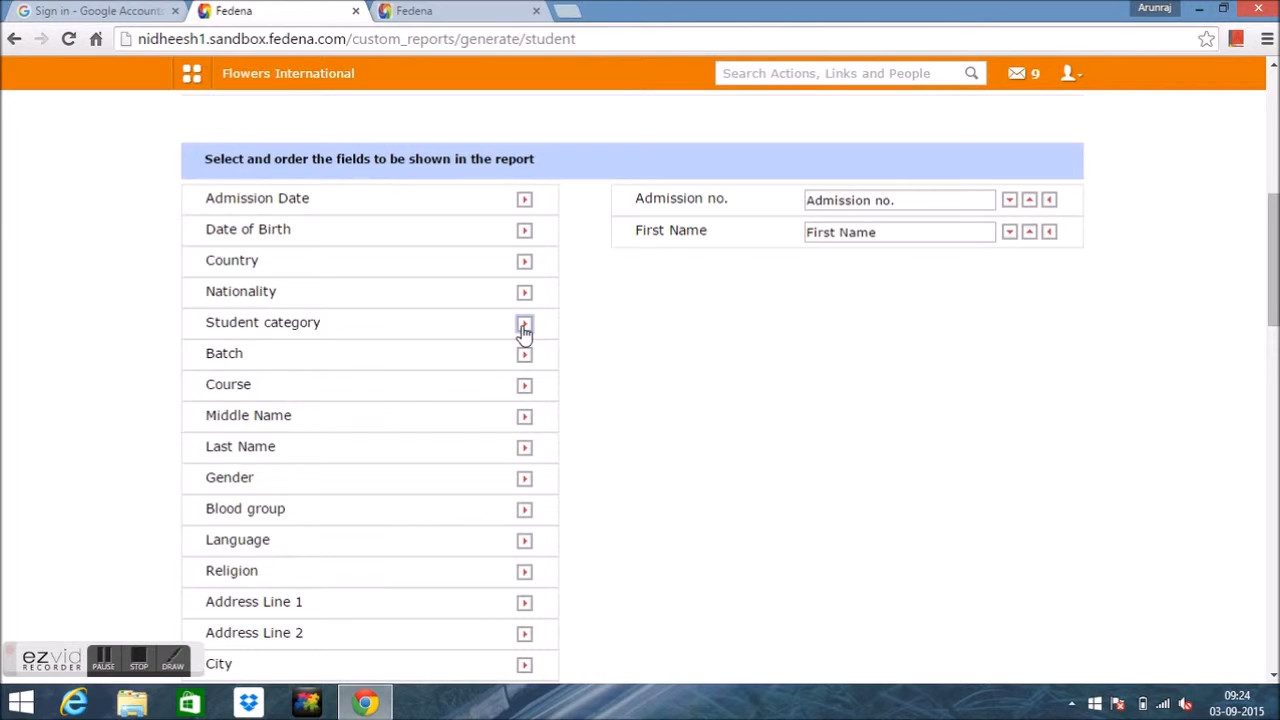 Sign in - Google Account
Fedena
Fedena
Arunraj
nidheesh1.sandbox.fedena.com/custom_reports/generate/student
Flowers International
Search Actions, Links and People
9
Select and order the fields to be shown in the report
Admission Date
Admission no.
Admission no.
Date of Birth
First Name
First Name
Country
Nationality
Student category
Batch
Course
Middle Name
Last Name
Gender
Blood group
Language
Religion
Address Line 1
Address Line 2
City
ezvid
RECORDER
PAUSE
STOP
DRAW
09:24
03-09-2015